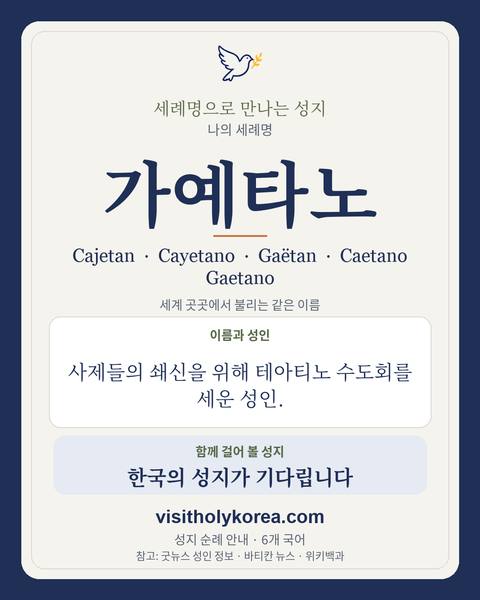 세례명으로 만나는 성지
나의 세례명
가예타노
Cajetan · Cayetano · Gaëtan · Caetano
Gaetano
세계 곳곳에서 불리는 같은 이름
이름과 성인
사제들의 쇄신을 위해 테아티노 수도회를
세운 성인.
함께 걸어 볼 성지
한국의 성지가 기다립니다
visitholykorea.com
성지 순례 안내 · 6개 국어
참고: 굿뉴스 성인 정보 · 바티칸 뉴스 · 위키백과